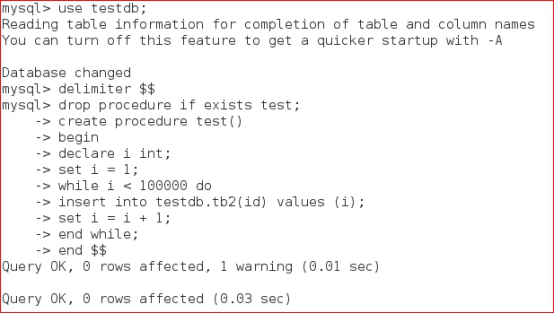 mysql> use testdb;
Reading table information for completion of table and column names
You can turn off this feature to get a quicker startup with -A

Database changed
mysql> delimiter $$
mysql> drop procedure if exists test;
    -> create procedure test()
    -> begin
    -> declare i int;
    -> set i = 1;
    -> while i < 100000 do
    -> insert into testdb.tb2(id) values (i);
    -> set i = i + 1;
    -> end while;
    -> end $$
Query OK, 0 rows affected, 1 warning (0.01 sec)

Query OK, 0 rows affected (0.03 sec)